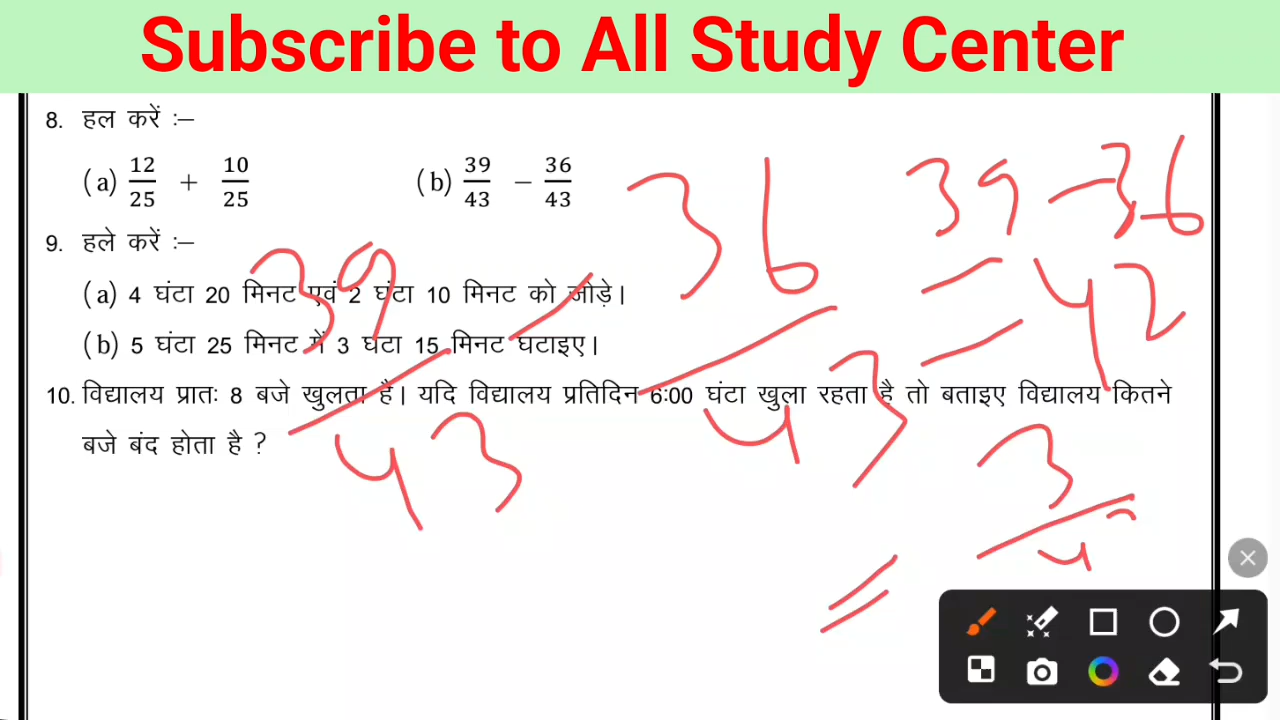 Subscribe to All Study Center
8. हल करें :–
(a) 12/25 + 10/25 (b) 39/43 – 36/43
9. हले करें :–
(a) 4 घंटा 20 मिनट एवं 2 घंटा 10 मिनट को जोड़े।
(b) 5 घंटा 25 मिनट में 3 घंटा 15 मिनट घटाइए।
10. विद्यालय प्रातः 8 बजे खुलता है। यदि विद्यालय प्रतिदिन 6:00 घंटा खुला रहता है तो बताइए विद्यालय कितने
बजे बंद होता है ?
39/43 – 36/43
= 39 – 36
42
= 3/4